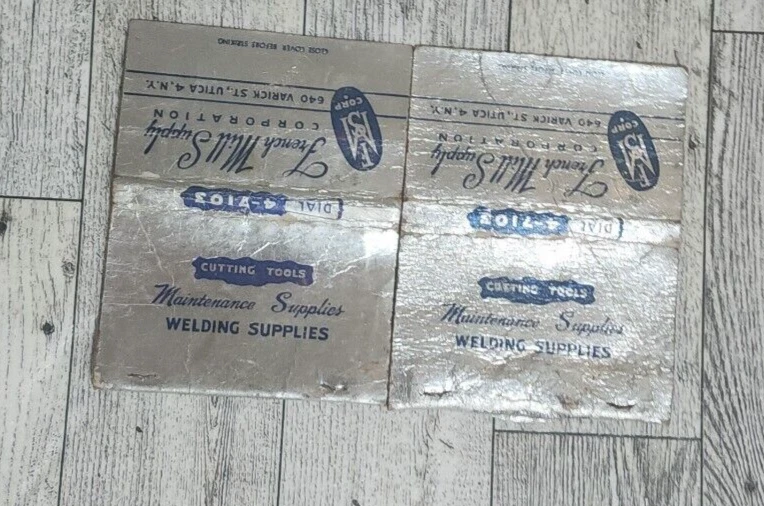 CLOSE COVER BEFORE STRIKING
640 VARICK ST., UTICA 4, N.Y.
French Mill Supply
CORPORATION
CORP
DIAL 4-7103
CUTTING TOOLS
Maintenance Supplies
WELDING SUPPLIES
640 VARICK ST., UTICA 4, N.Y.
French Mill Supply
CORPORATION
CORP
DIAL 4-7103
CUTTING TOOLS
Maintenance Supplies
WELDING SUPPLIES